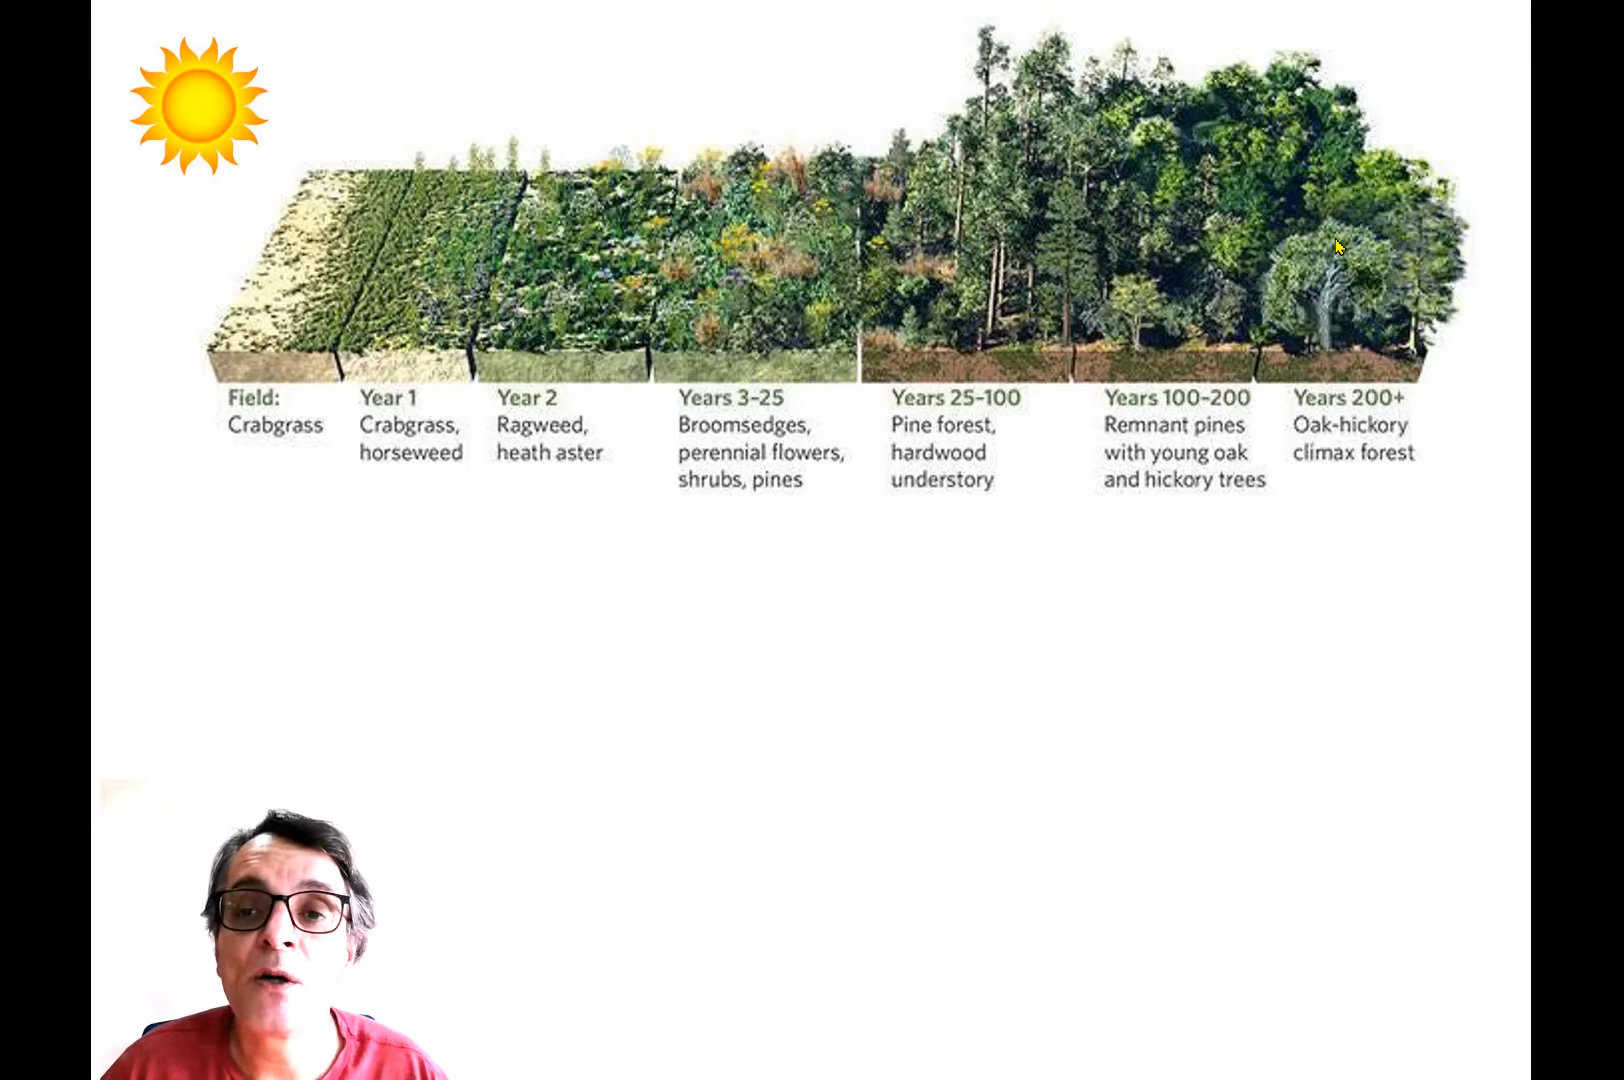 Field:
Crabgrass
Year 1
Crabgrass,
horseweed
Year 2
Ragweed,
heath aster
Years 3-25
Broomsedges,
perennial flowers,
shrubs, pines
Years 25-100
Pine forest,
hardwood
understory
Years 100-200
Remnant pines
with young oak
and hickory trees
Years 200+
Oak-hickory
climax forest